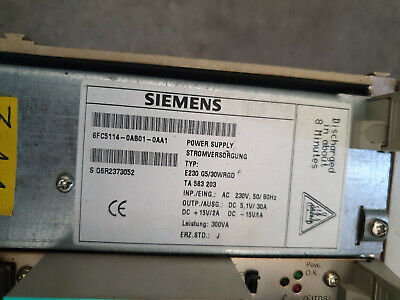 SIEMENS
6FC5114-0AB01-0AA1
POWER SUPPLY
STROMVERSORGUNG
TYP:
E230 G5/30WRGD
TA 583 203
S 06R2373052
INP./EING.: AC 230V, 50/60Hz
OUTP./AUSG.: DC 5,1V/30A
DC +15V/2A DC -15V/1A
Leistung: 300VA
ERZ.STD.: J
Discharged
in about
8 Minutes
Pow.
O.K.